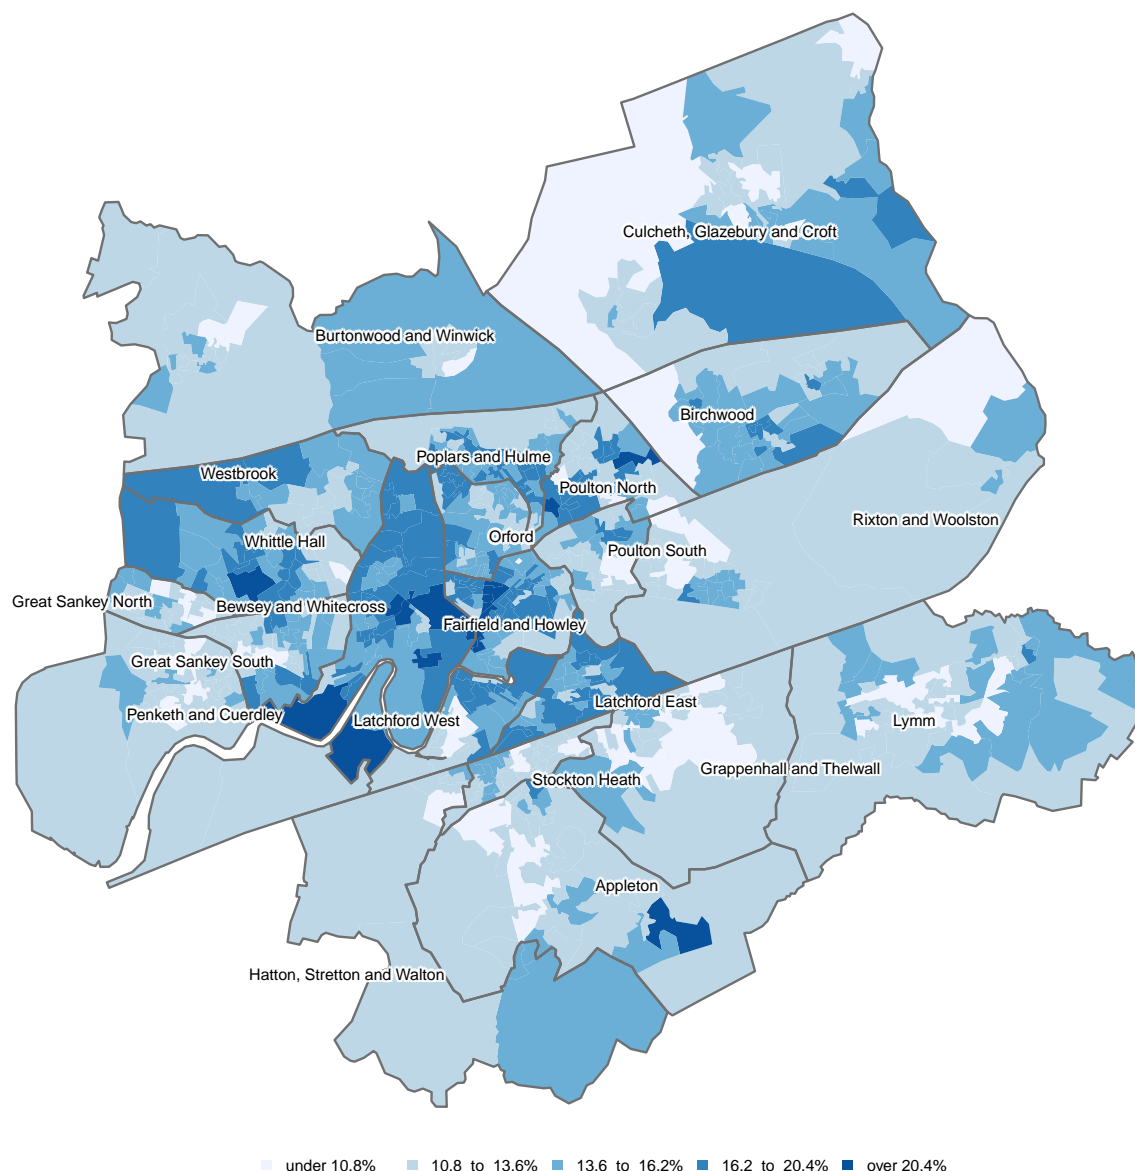 Culcheth, Glazebury and Croft
Burtonwood and Winwick
Birchwood
Poplars and Hulme
Westbrook
Poulton North
Rixton and Woolston
Orford
Whittle Hall
Poulton South
Great Sankey North
Bewsey and Whitecross
Fairfield and Howley
Great Sankey South
Latchford East
Penketh and Cuerdley
Latchford West
Lymm
Grappenhall and Thelwall
Stockton Heath
Appleton
Hatton, Stretton and Walton
under 10.8% 10.8 to 13.6% 13.6 to 16.2% 16.2 to 20.4% over 20.4%